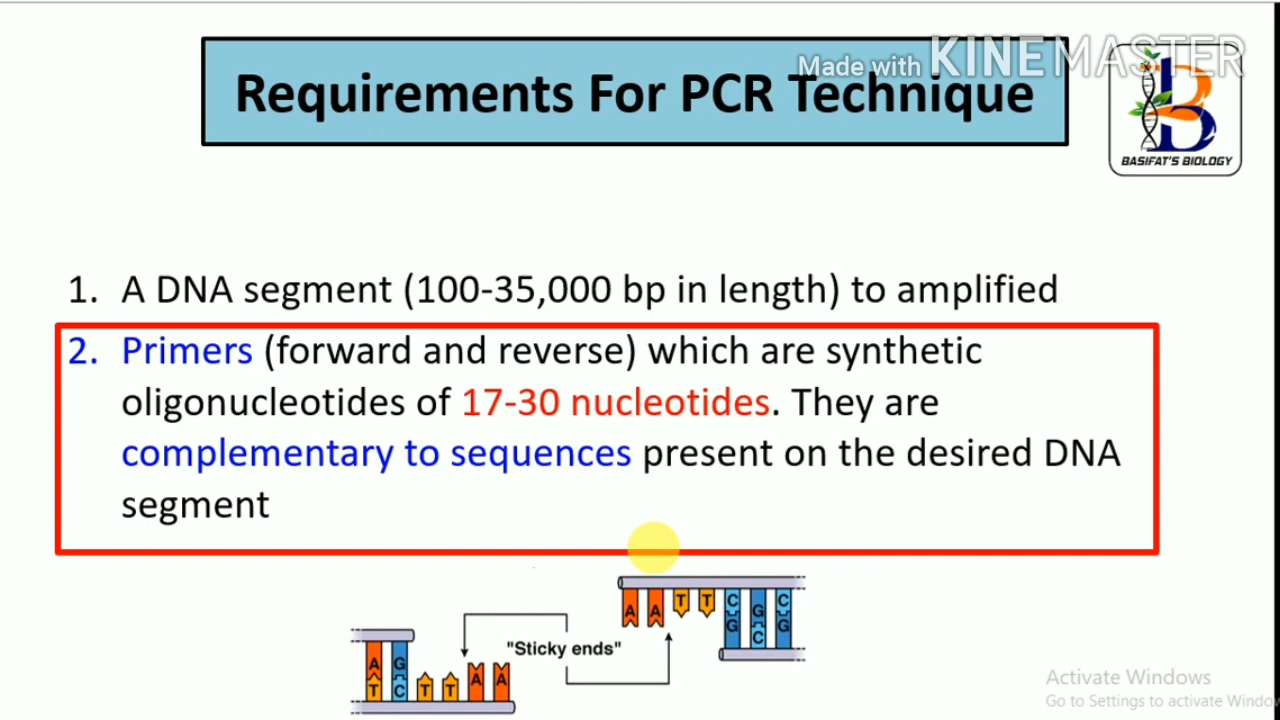 Made with KINEMASTER
Requirements For PCR Technique
BASIFAT'S BIOLOGY
1. A DNA segment (100-35,000 bp in length) to amplified
2. Primers (forward and reverse) which are synthetic
oligonucleotides of 17-30 nucleotides. They are
complementary to sequences present on the desired DNA
segment
A A T T C G C
G C G
"Sticky ends"
A G
T C T T A A
Activate Windows
Go to Settings to activate Windo